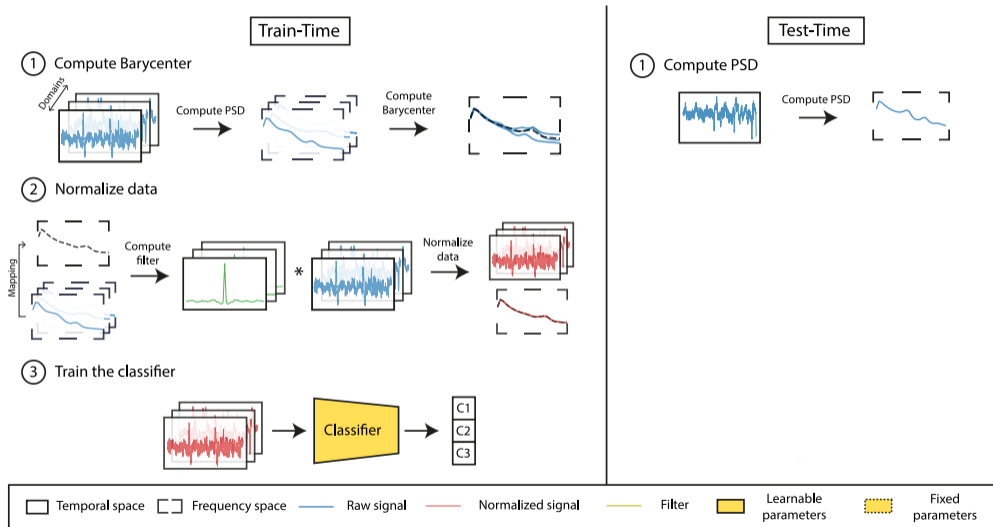 Train-Time
1 Compute Barycenter
Domains
Compute PSD
Compute
Barycenter
2 Normalize data
Mapping
Compute
filter
*
Normalize
data
3 Train the classifier
Classifier
C1
C2
C3
Test-Time
1 Compute PSD
Compute PSD
Temporal space
Frequency space
Raw signal
Normalized signal
Filter
Learnable
parameters
Fixed
parameters